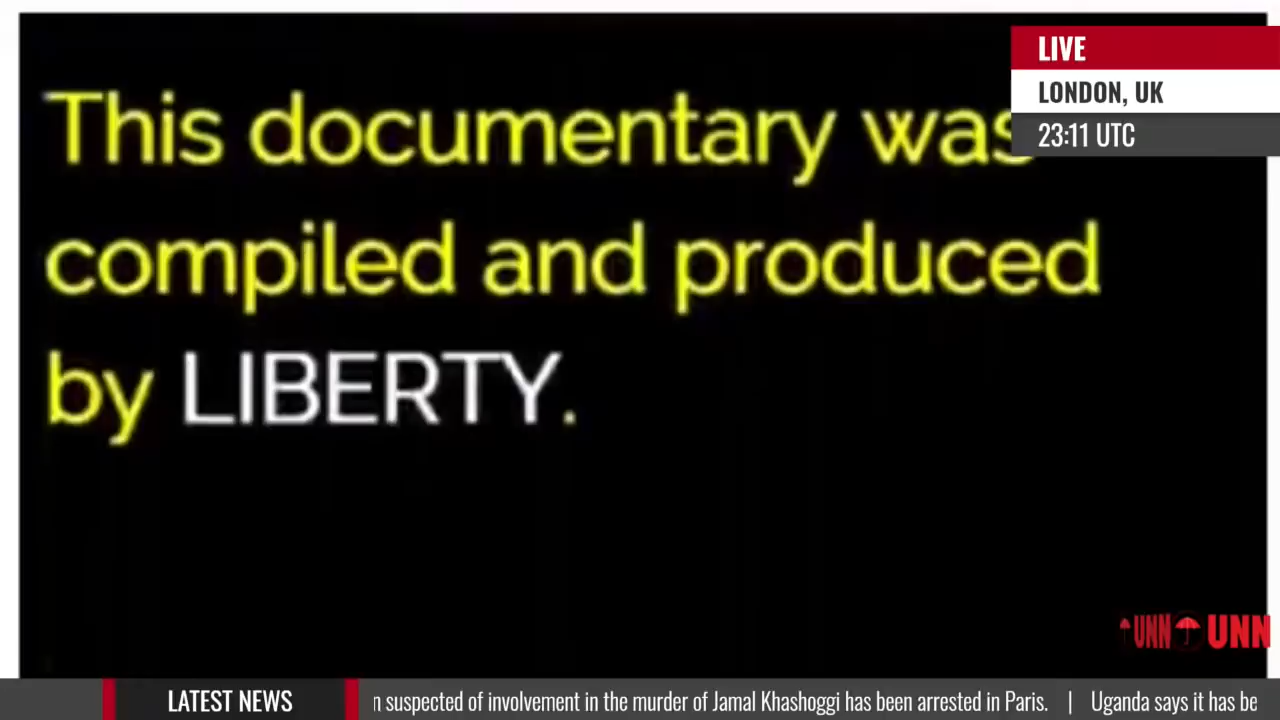 LIVE
LONDON, UK
23:11 UTC
This documentary was
compiled and produced
by LIBERTY.
UNN UNN
LATEST NEWS
n suspected of involvement in the murder of Jamal Khashoggi has been arrested in Paris. | Uganda says it has be